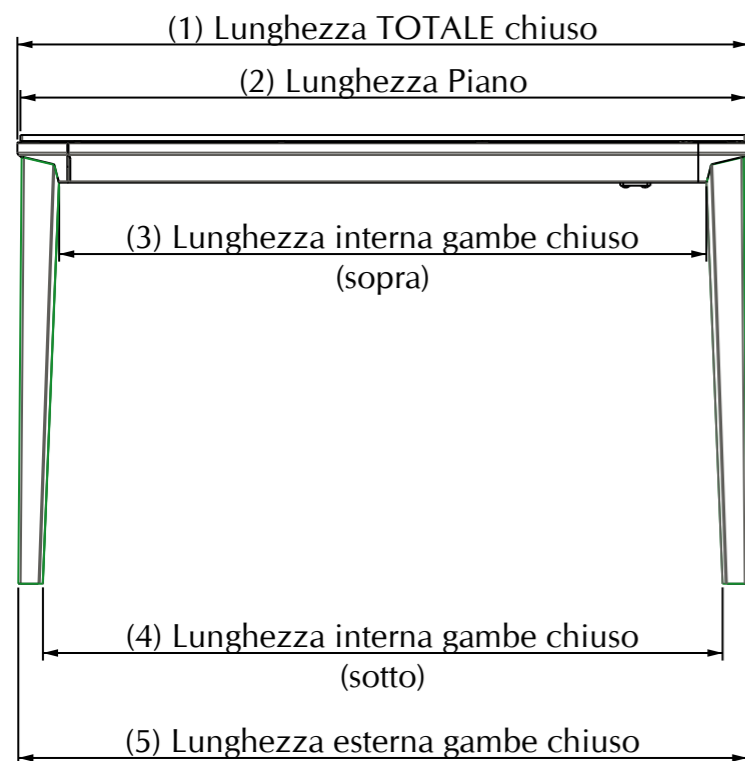 (1) Lunghezza TOTALE chiuso
(2) Lunghezza Piano
(3) Lunghezza interna gambe chiuso
(sopra)
(4) Lunghezza interna gambe chiuso
(sotto)
(5) Lunghezza esterna gambe chiuso